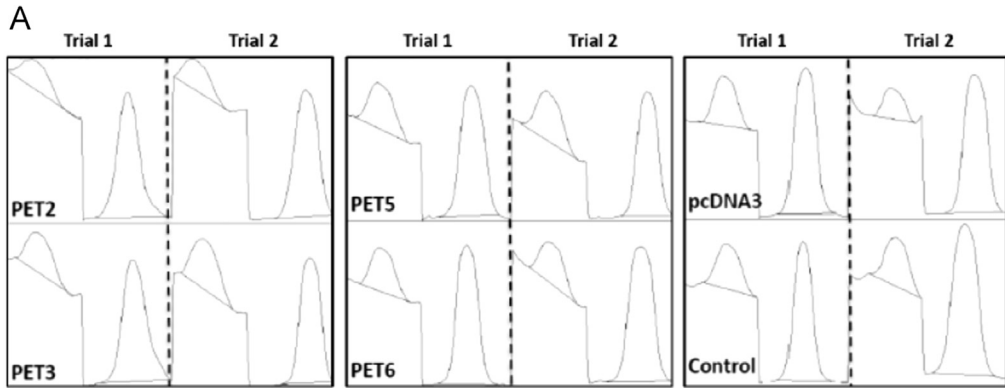 A
Trial 1 Trial 2 Trial 1 Trial 2 Trial 1 Trial 2
PET2 PET5 pcDNA3
PET3 PET6 Control